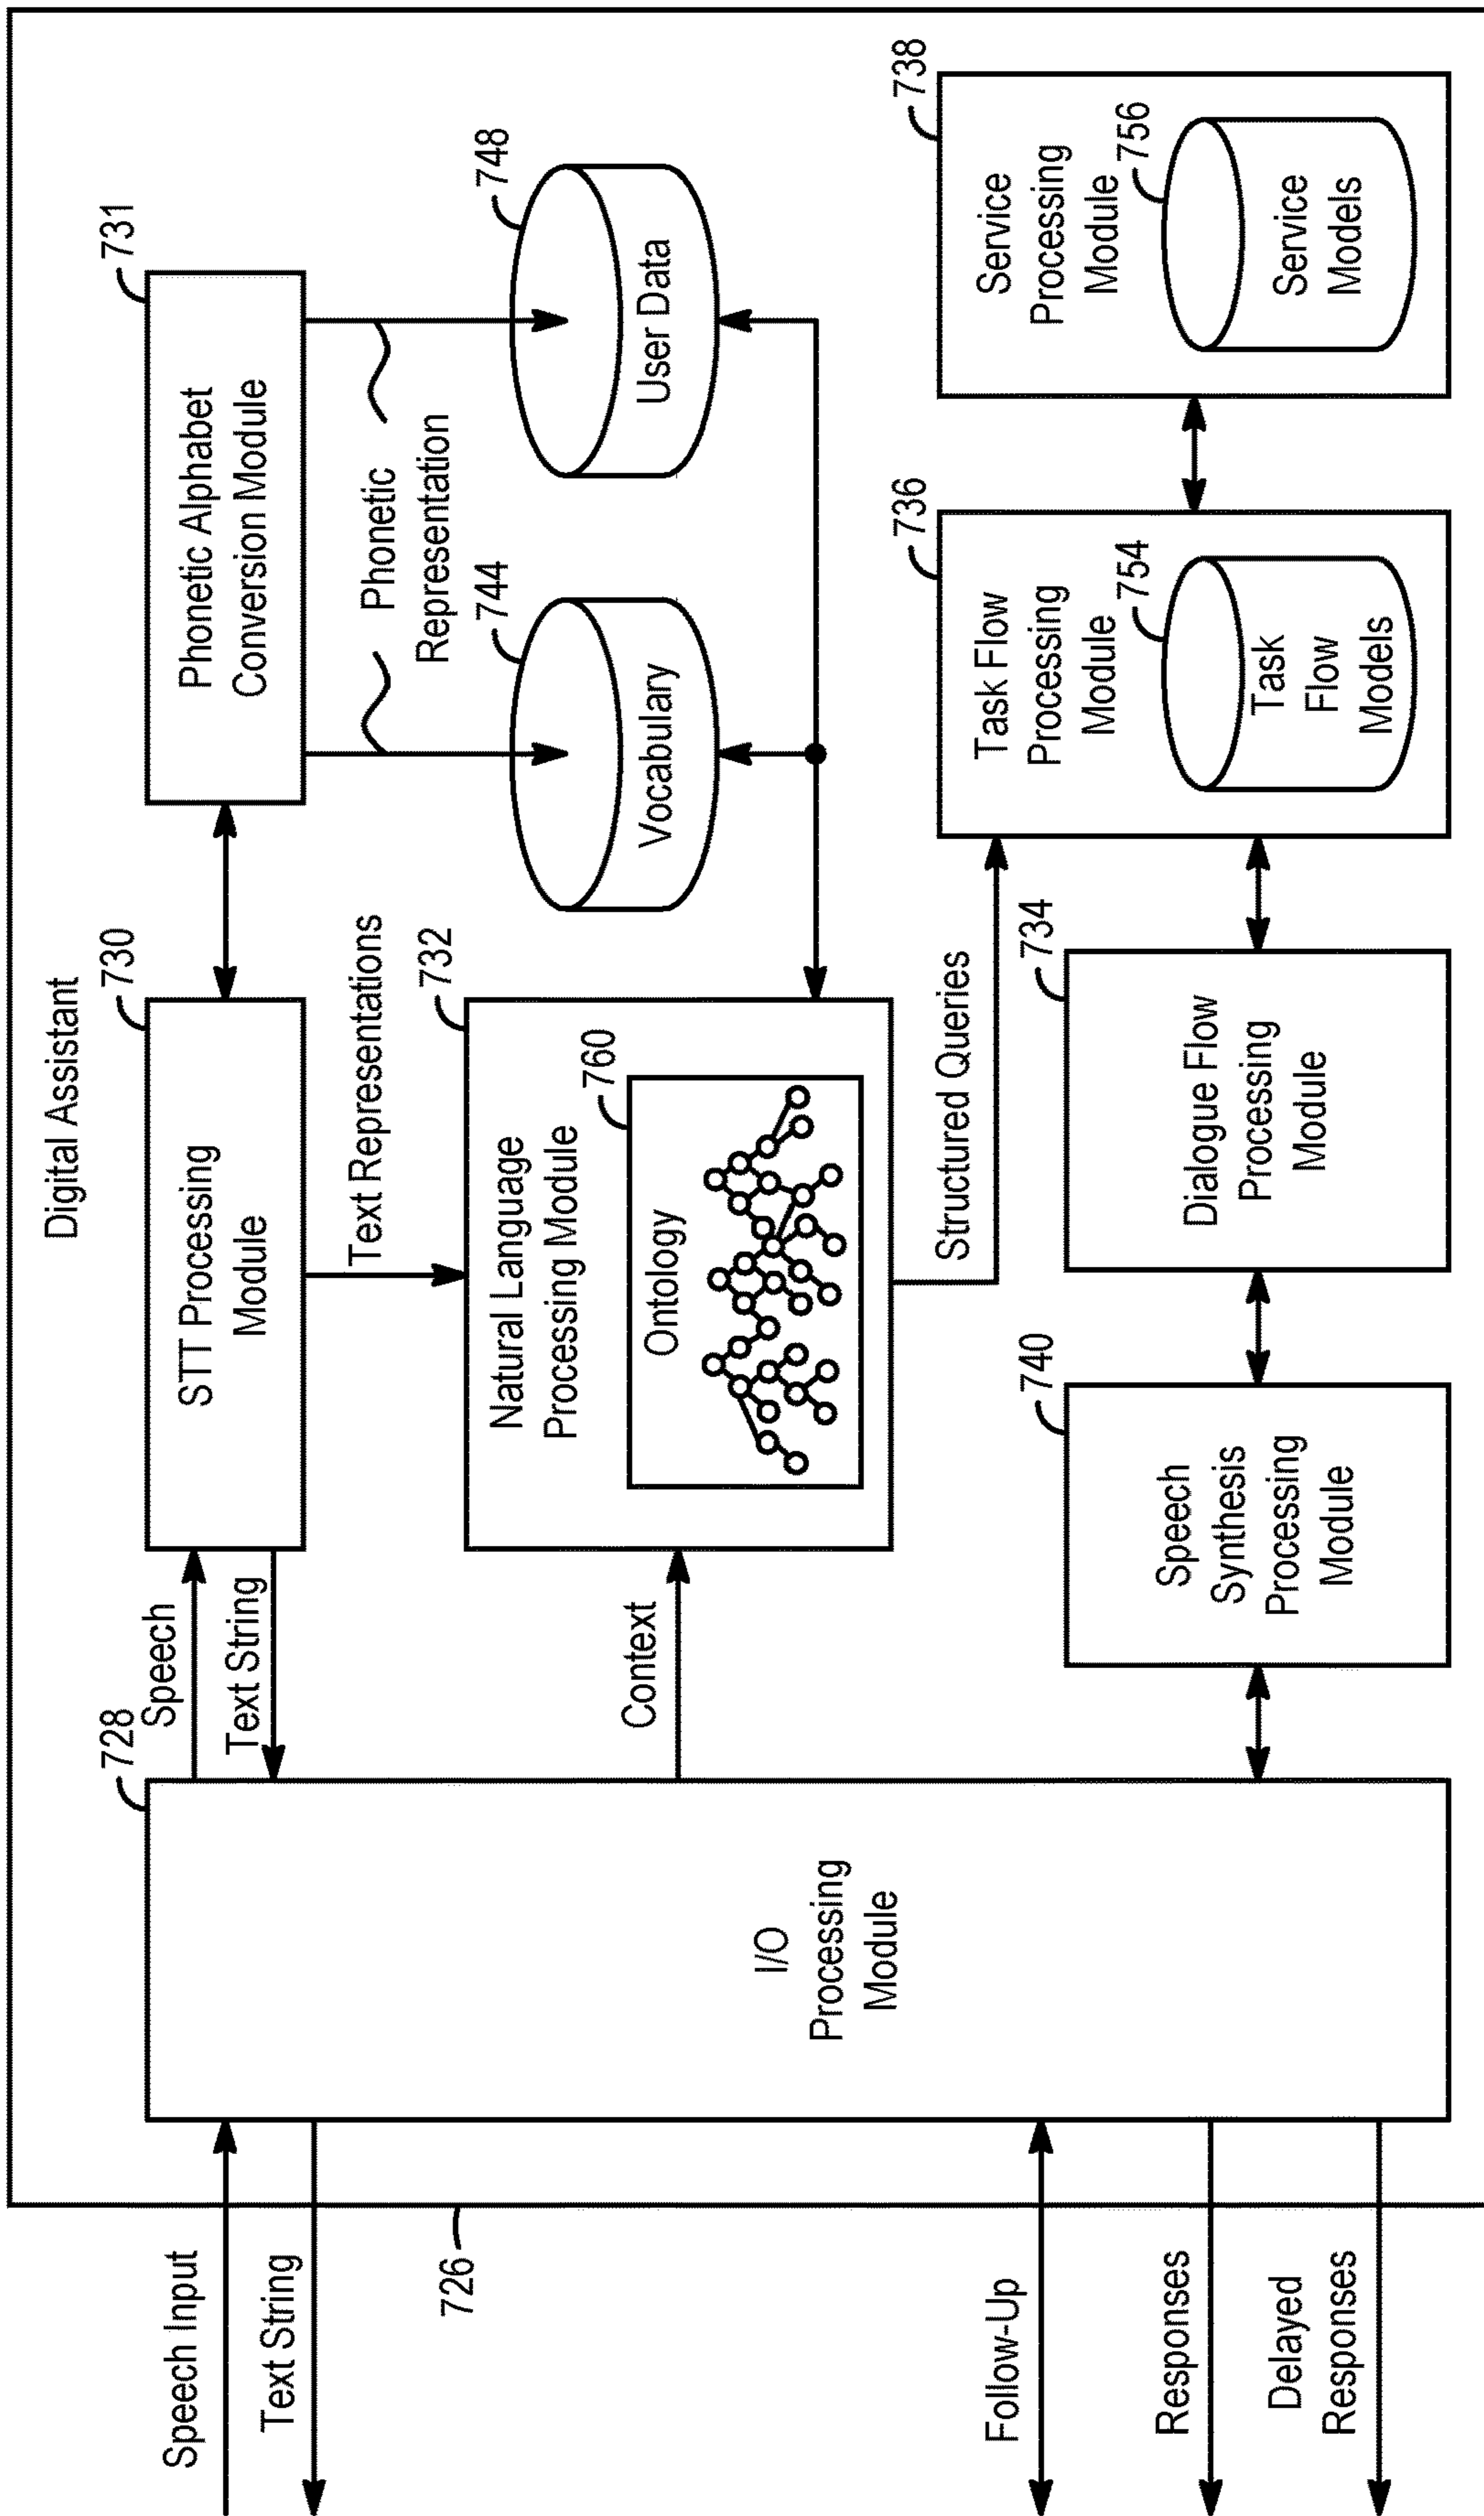 Digital Assistant
Speech Input
Text String
726
Follow-Up
Responses
Delayed
Responses
728
I/O
Processing
Module
Speech
Text String
Context
730
STT Processing
Module
Text Representations
731
Phonetic Alphabet
Conversion Module
Phonetic
Representation
732
Natural Language
Processing Module
760
Ontology
744
Vocabulary
748
User Data
Structured Queries
740
Speech
Synthesis
Processing
Module
734
Dialogue Flow
Processing
Module
736
Task Flow
Processing
Module
754
Task
Flow
Models
738
Service
Processing
Module
756
Service
Models